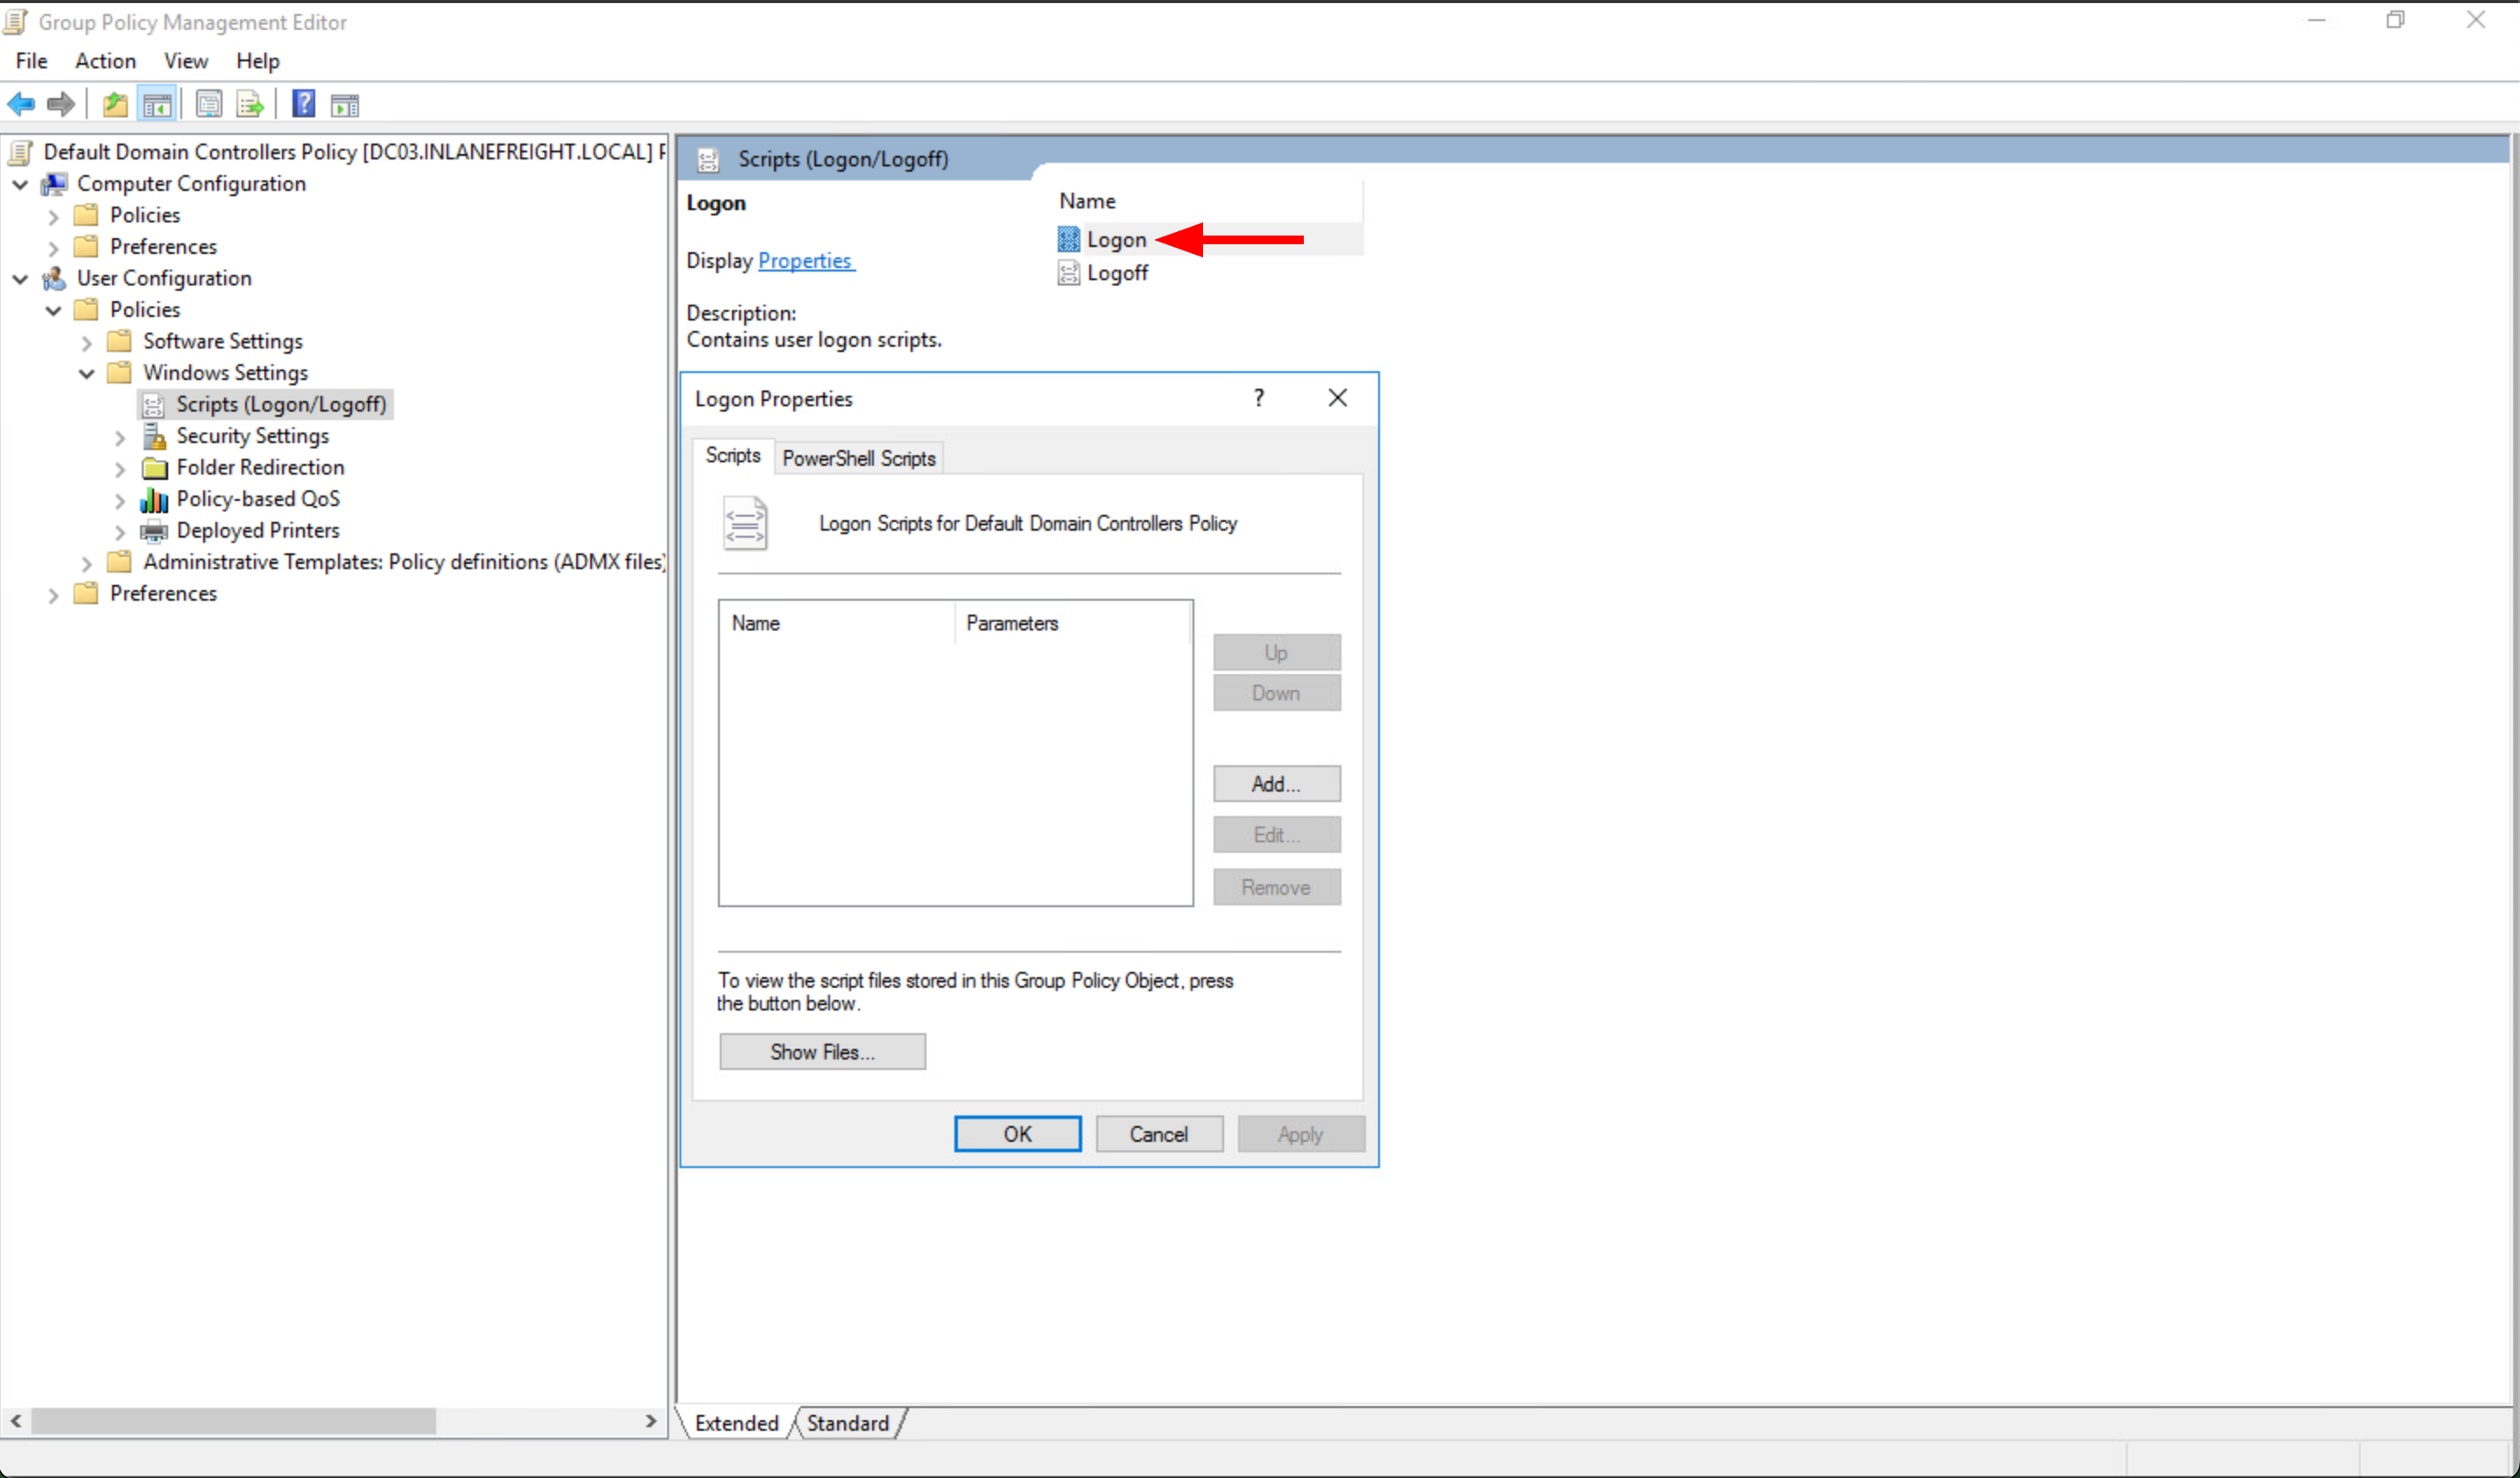 Group Policy Management Editor
File Action View Help
Default Domain Controllers Policy [DC03.INLANEFREIGHT.LOCAL] P
Computer Configuration
Policies
Preferences
User Configuration
Policies
Software Settings
Windows Settings
Scripts (Logon/Logoff)
Security Settings
Folder Redirection
Policy-based QoS
Deployed Printers
Administrative Templates: Policy definitions (ADMX files)
Preferences
Scripts (Logon/Logoff)
Logon
Display Properties
Description:
Contains user logon scripts.
Name
Logon
Logoff
Logon Properties
Scripts PowerShell Scripts
Logon Scripts for Default Domain Controllers Policy
Name Parameters
Up
Down
Add...
Edit...
Remove
To view the script files stored in this Group Policy Object, press
the button below.
Show Files...
OK Cancel Apply
Extended Standard